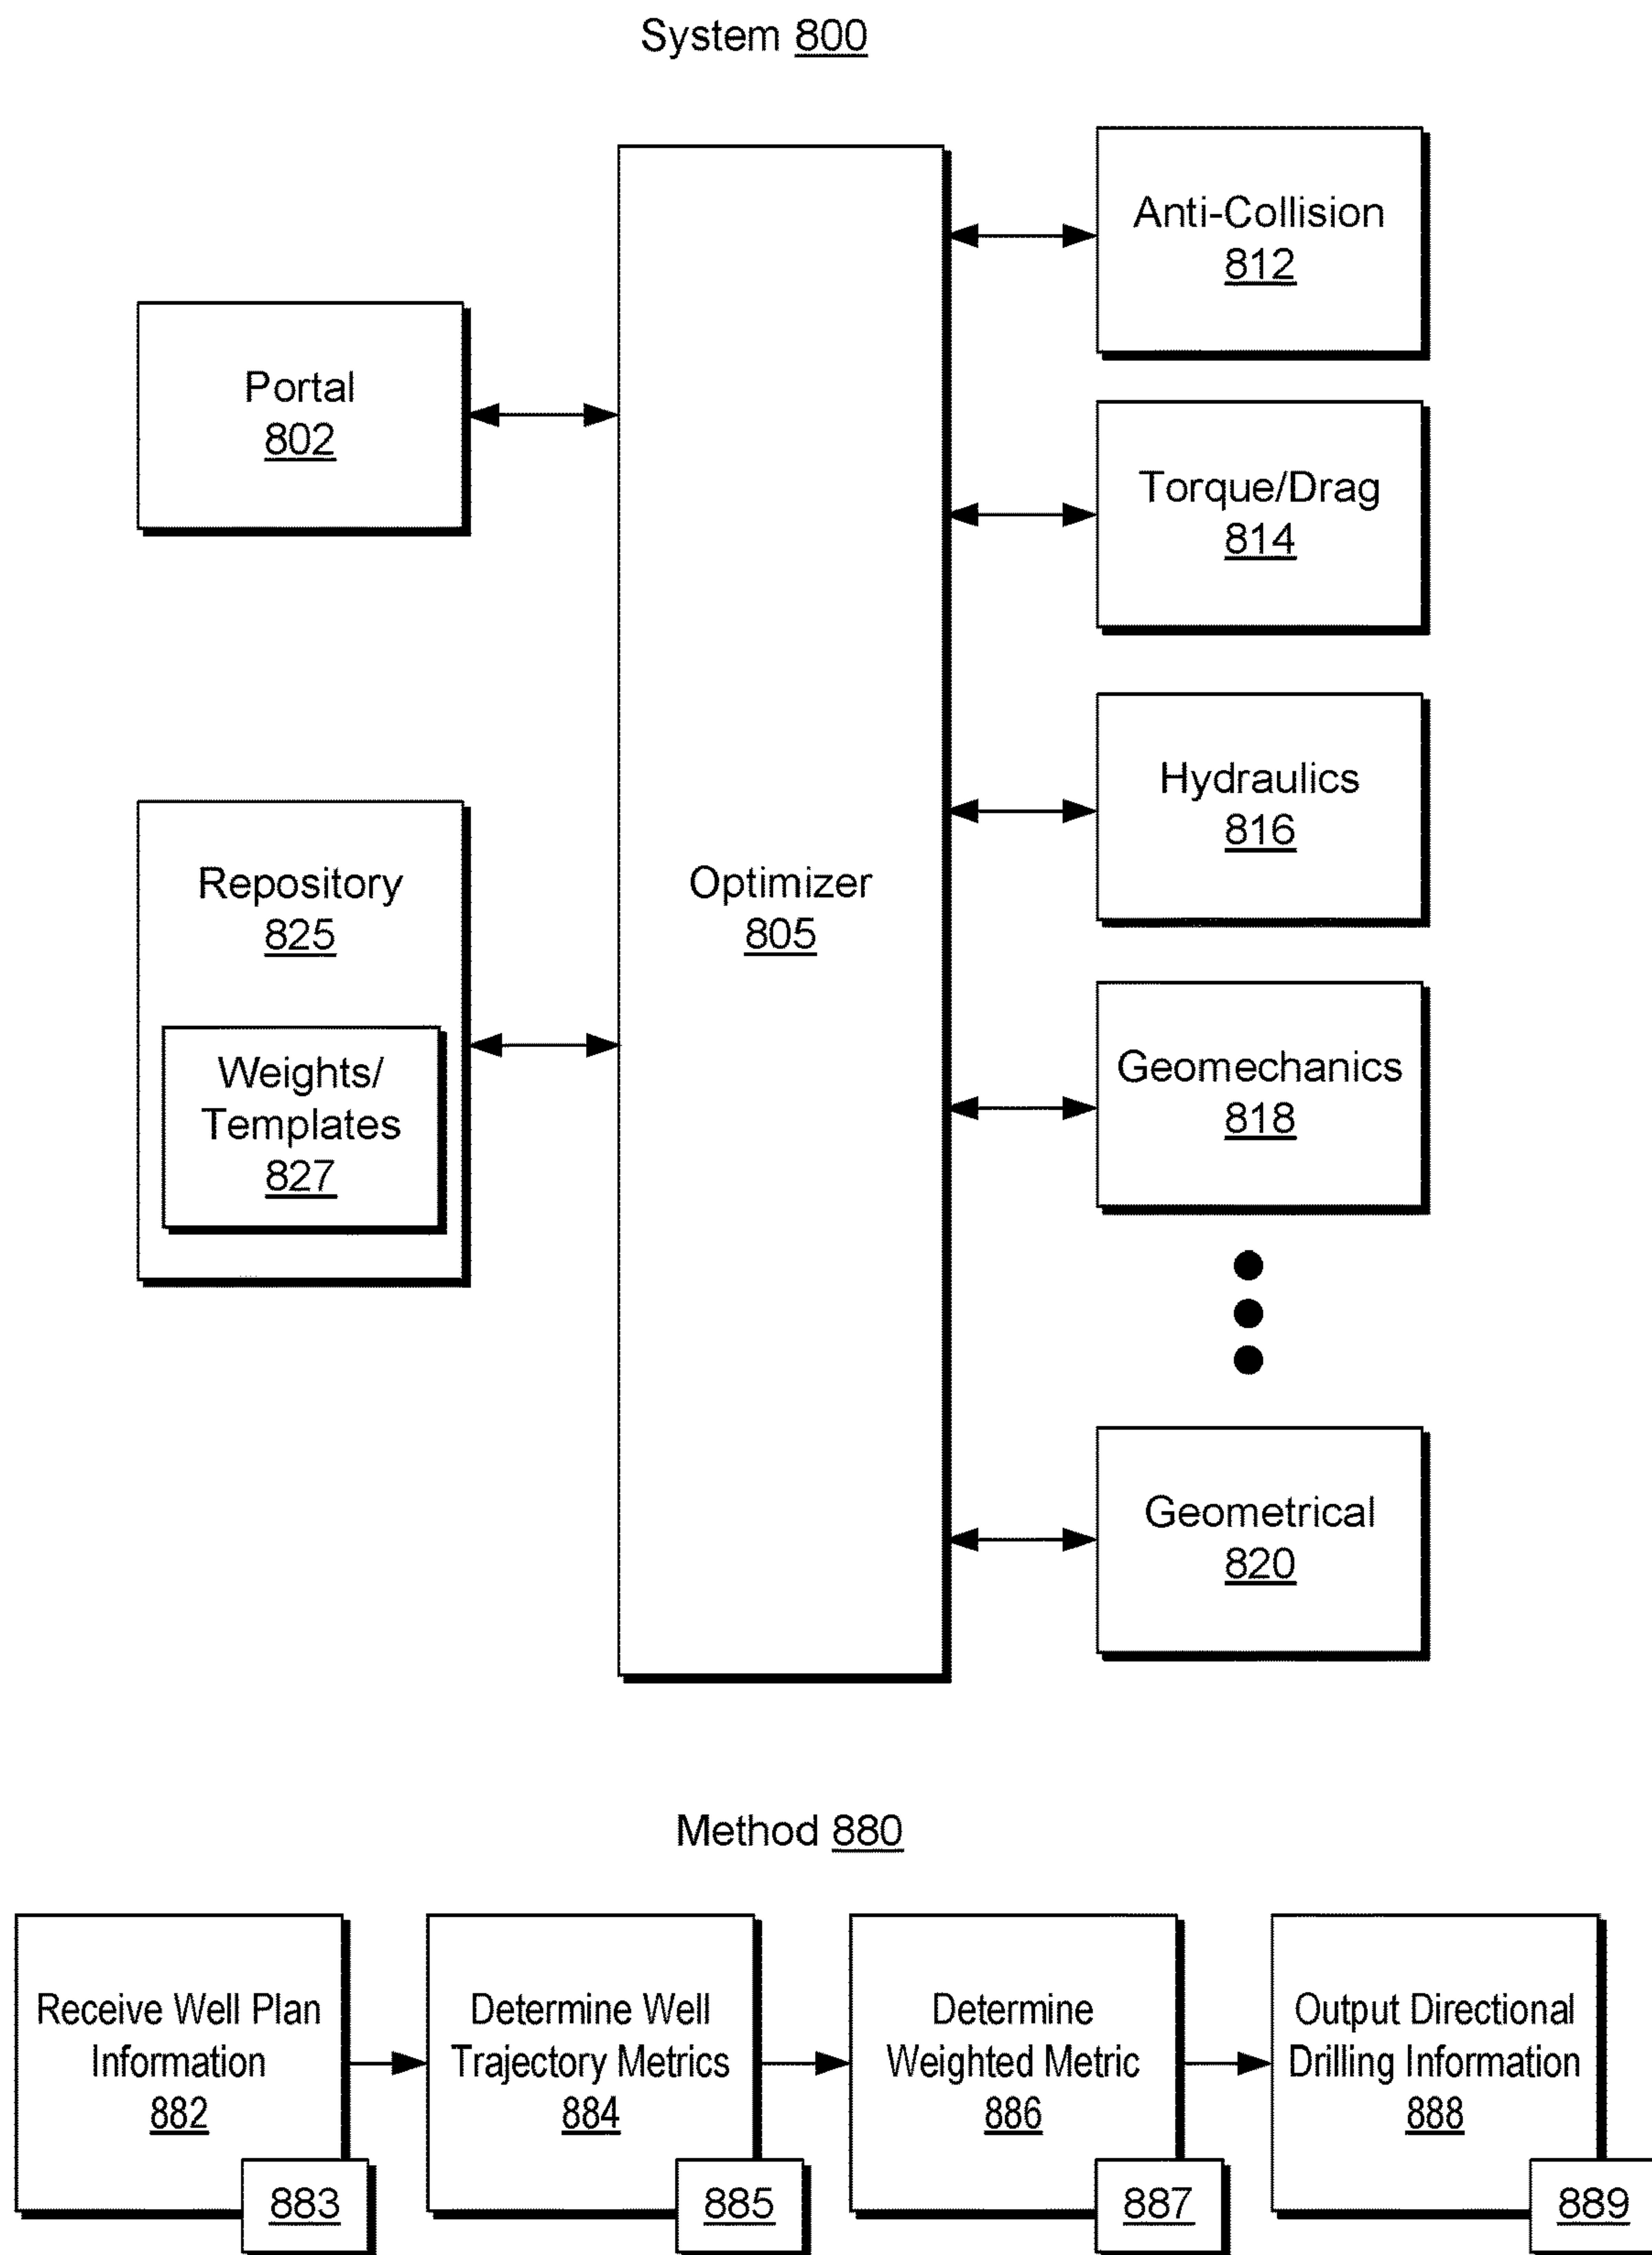 System 800
Anti-Collision
812
Portal
802
Torque/Drag
814
Hydraulics
816
Repository
825
Optimizer
805
Weights/
Templates
827
Geomechanics
818
Geometrical
820
Method 880
Receive Well Plan
Information
882
883
Determine Well
Trajectory Metrics
884
885
Determine
Weighted Metric
886
887
Output Directional
Drilling Information
888
889